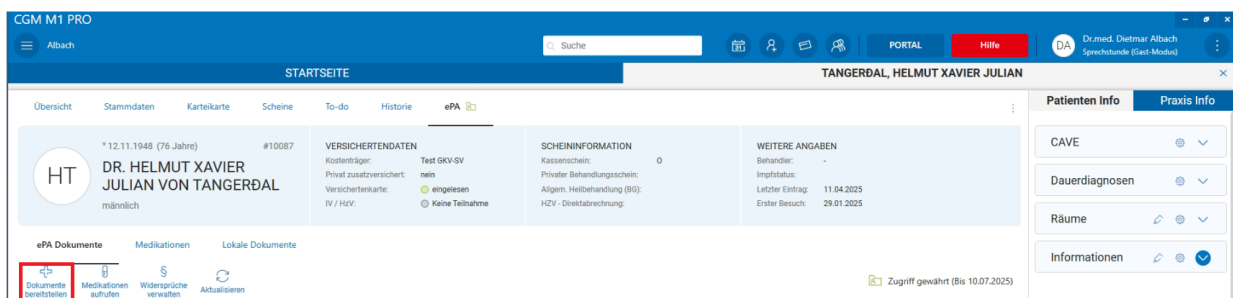 CGM M1 PRO
Albach
Suche
31
PORTAL
Hilfe
DA
Dr.med. Dietmar Albach
Sprechstunde (Gast-Modus)
STARTSEITE
TANGERÐAL, HELMUT XAVIER JULIAN
Übersicht Stammdaten Karteikarte Scheine To-do Historie ePA
Patienten Info Praxis Info
* 12.11.1948 (76 Jahre) #10087
HT
DR. HELMUT XAVIER
JULIAN VON TANGERÐAL
männlich
VERSICHERTENDATEN
Kostenträger: Test GKV-SV
Privat zusatzversichert: nein
Versichertenkarte: eingelesen
IV / HzV: Keine Teilnahme
SCHEININFORMATION
Kassenschein: 0
Privater Behandlungsschein:
Allgem. Heilbehandlung (BG):
HZV - Direktabrechnung:
WEITERE ANGABEN
Behandler: -
Impfstatus:
Letzter Eintrag: 11.04.2025
Erster Besuch: 29.01.2025
CAVE
Dauerdiagnosen
Räume
Informationen
ePA Dokumente Medikationen Lokale Dokumente
Dokumente bereitstellen
Medikationen aufrufen
§
Widersprüche verwalten
Aktualisieren
Zugriff gewährt (Bis 10.07.2025)